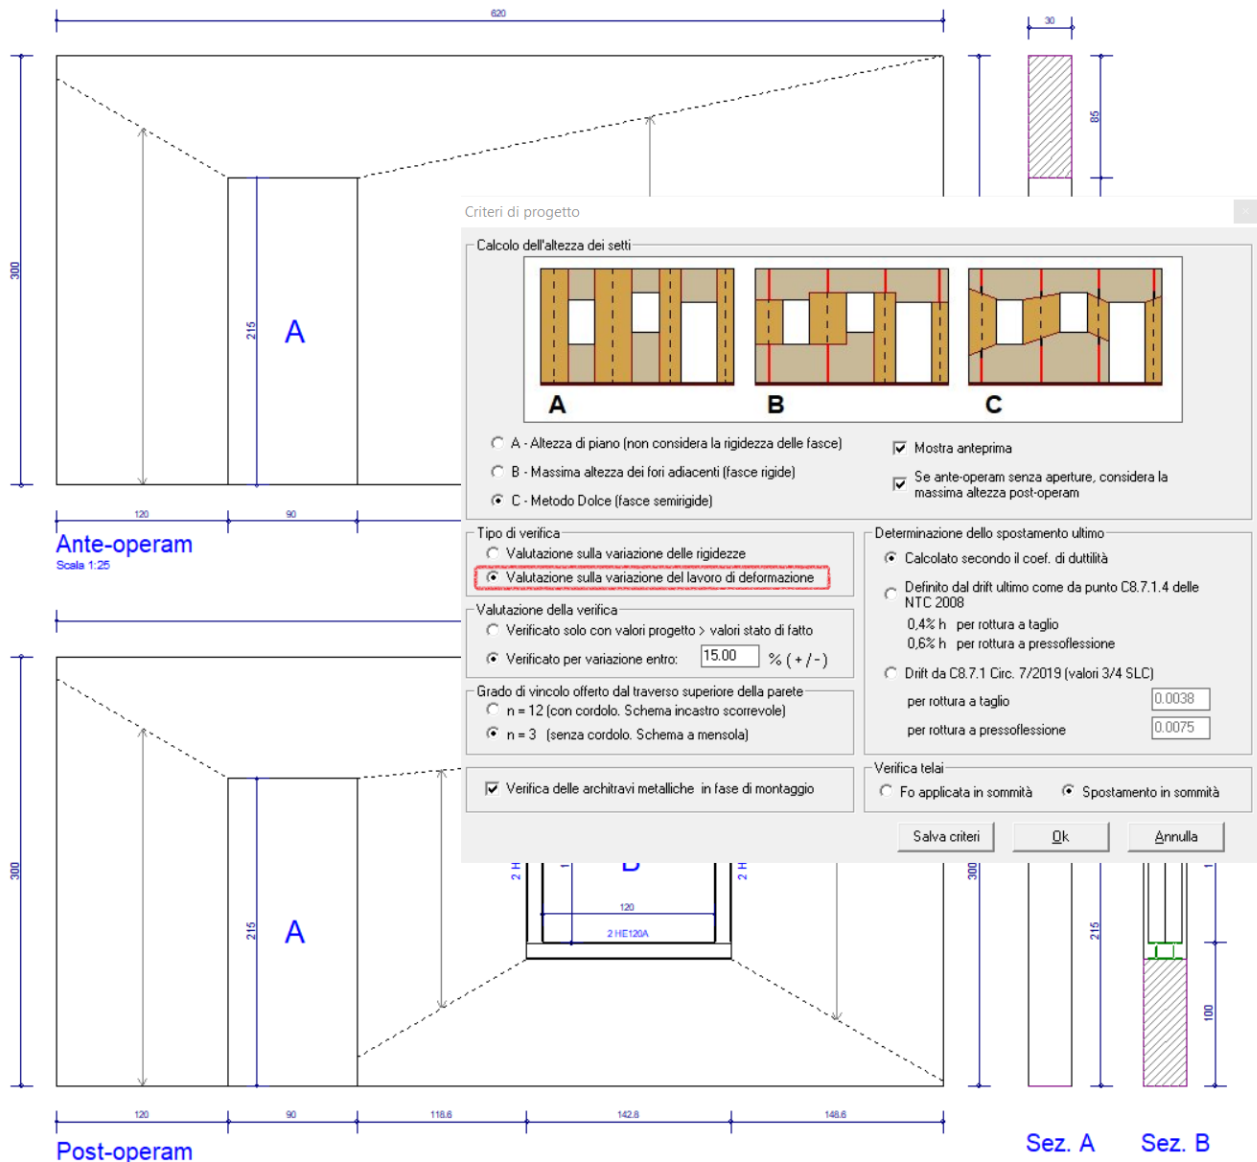 620
30
85
300
215
A
120
90
Ante-operam
Scala 1:25
Criteri di progetto
Calcolo dell'altezza dei setti
A
B
C
A - Altezza di piano (non considera la rigidezza delle fasce)
B - Massima altezza dei fori adiacenti (fasce rigide)
C - Metodo Dolce (fasce semirigide)
Mostra anteprima
Se ante-operam senza aperture, considera la
massima altezza post-operam
Tipo di verifica
Valutazione sulla variazione delle rigidezze
Valutazione sulla variazione del lavoro di deformazione
Valutazione della verifica
Verificato solo con valori progetto > valori stato di fatto
Verificato per variazione entro: 15.00 % (+/-)
Grado di vincolo offerto dal traverso superiore della parete
n = 12 (con cordolo. Schema incastro scorrevole)
n = 3 (senza cordolo. Schema a mensola)
Verifica delle architravi metalliche in fase di montaggio
Determinazione dello spostamento ultimo
Calcolato secondo il coef. di duttilità
Definito dal drift ultimo come da punto C8.7.1.4 delle
NTC 2008
0,4% h per rottura a taglio
0,6% h per rottura a pressoflessione
Drift da C8.7.1 Circ. 7/2019 (valori 3/4 SLC)
per rottura a taglio 0.0038
per rottura a pressoflessione 0.0075
Verifica telai
Fo applicata in sommità
Spostamento in sommità
Salva criteri
Ok
Annulla
300
215
A
2 H
120
2 HE120A
2 H
300
215
100
120
90
118.6
142.8
148.6
Post-operam
Sez. A
Sez. B